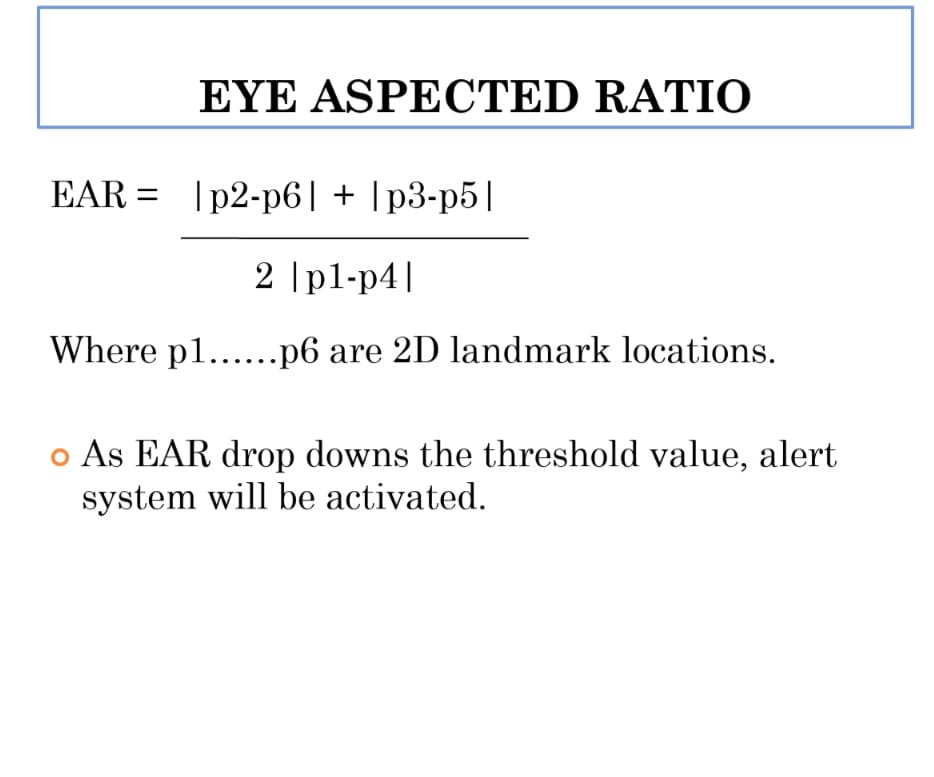 EYE ASPECTED RATIO
EAR = |p2-p6| + |p3-p5|
2 |p1-p4|
Where p1......p6 are 2D landmark locations.
As EAR drop downs the threshold value, alert
system will be activated.